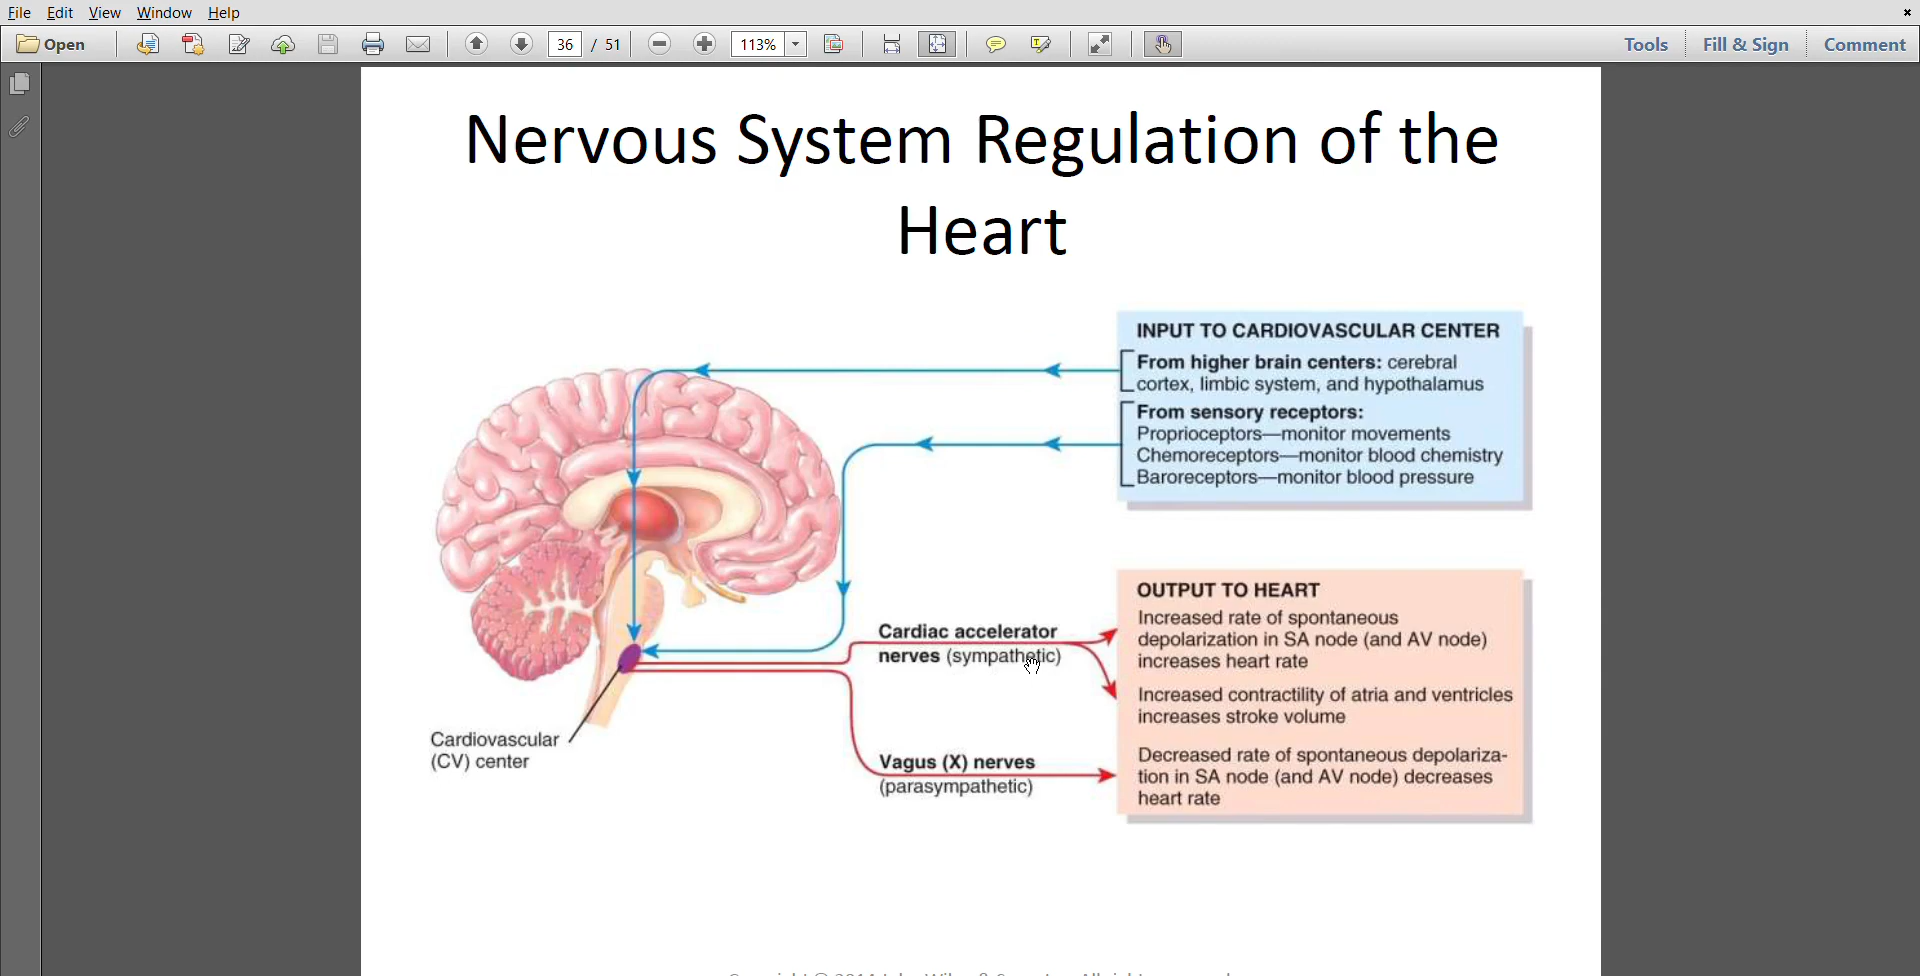 File Edit View Window Help
Open 36 / 51 113% Tools Fill & Sign Comment
Nervous System Regulation of the
Heart
INPUT TO CARDIOVASCULAR CENTER
From higher brain centers: cerebral
cortex, limbic system, and hypothalamus
From sensory receptors:
Proprioceptors—monitor movements
Chemoreceptors—monitor blood chemistry
Baroreceptors—monitor blood pressure
Cardiac accelerator
nerves (sympathetic)
Vagus (X) nerves
(parasympathetic)
Cardiovascular
(CV) center
OUTPUT TO HEART
Increased rate of spontaneous
depolarization in SA node (and AV node)
increases heart rate
Increased contractility of atria and ventricles
increases stroke volume
Decreased rate of spontaneous depolariza-
tion in SA node (and AV node) decreases
heart rate